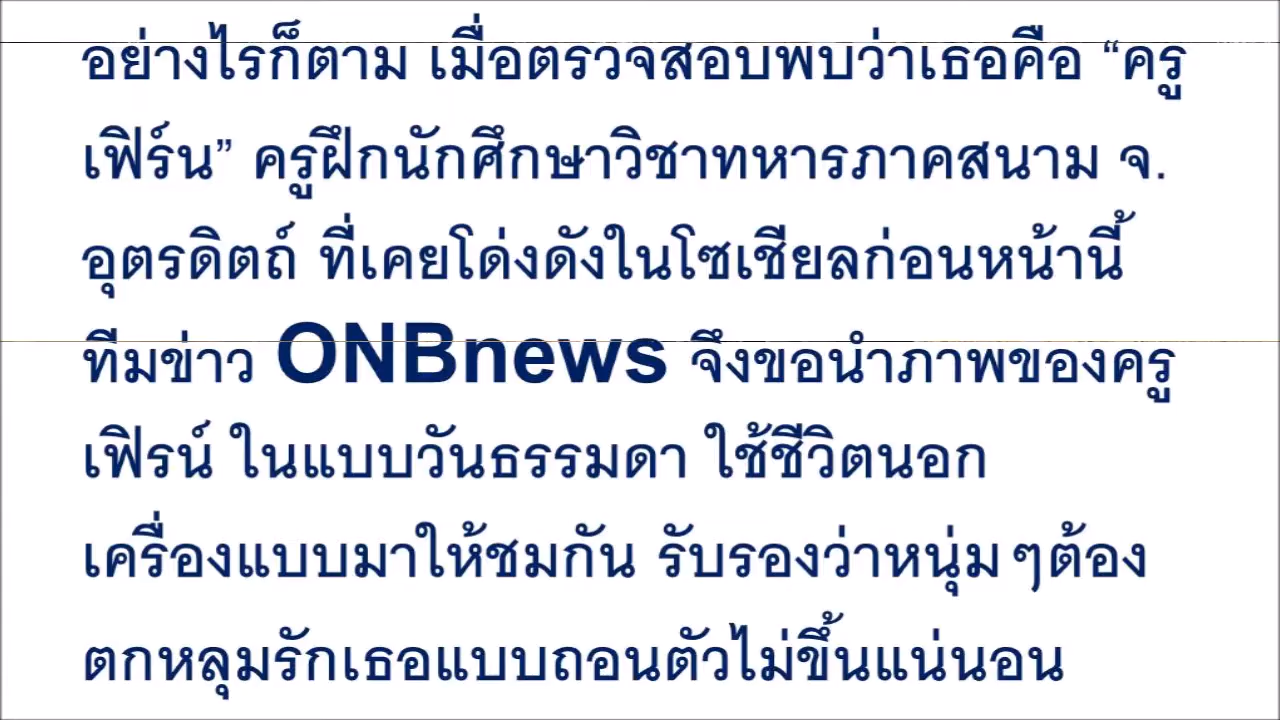 อย่างไรก็ตาม เมื่อตรวจสอบพบว่าเธอคือ “ครู
เฟิร์น” ครูฝึกนักศึกษาวิชาทหารภาคสนาม จ.
อุตรดิตถ์ ที่เคยโด่งดังในโซเชียลก่อนหน้านี้
ทีมข่าว ONBnews จึงขอนำภาพของครู
เฟิรน์ ในแบบวันธรรมดา ใช้ชีวิตนอก
เครื่องแบบมาให้ชมกัน รับรองว่าหนุ่ม ๆต้อง
ตกหลุมรักเธอแบบถอนตัวไม่ขึ้นแน่นอน